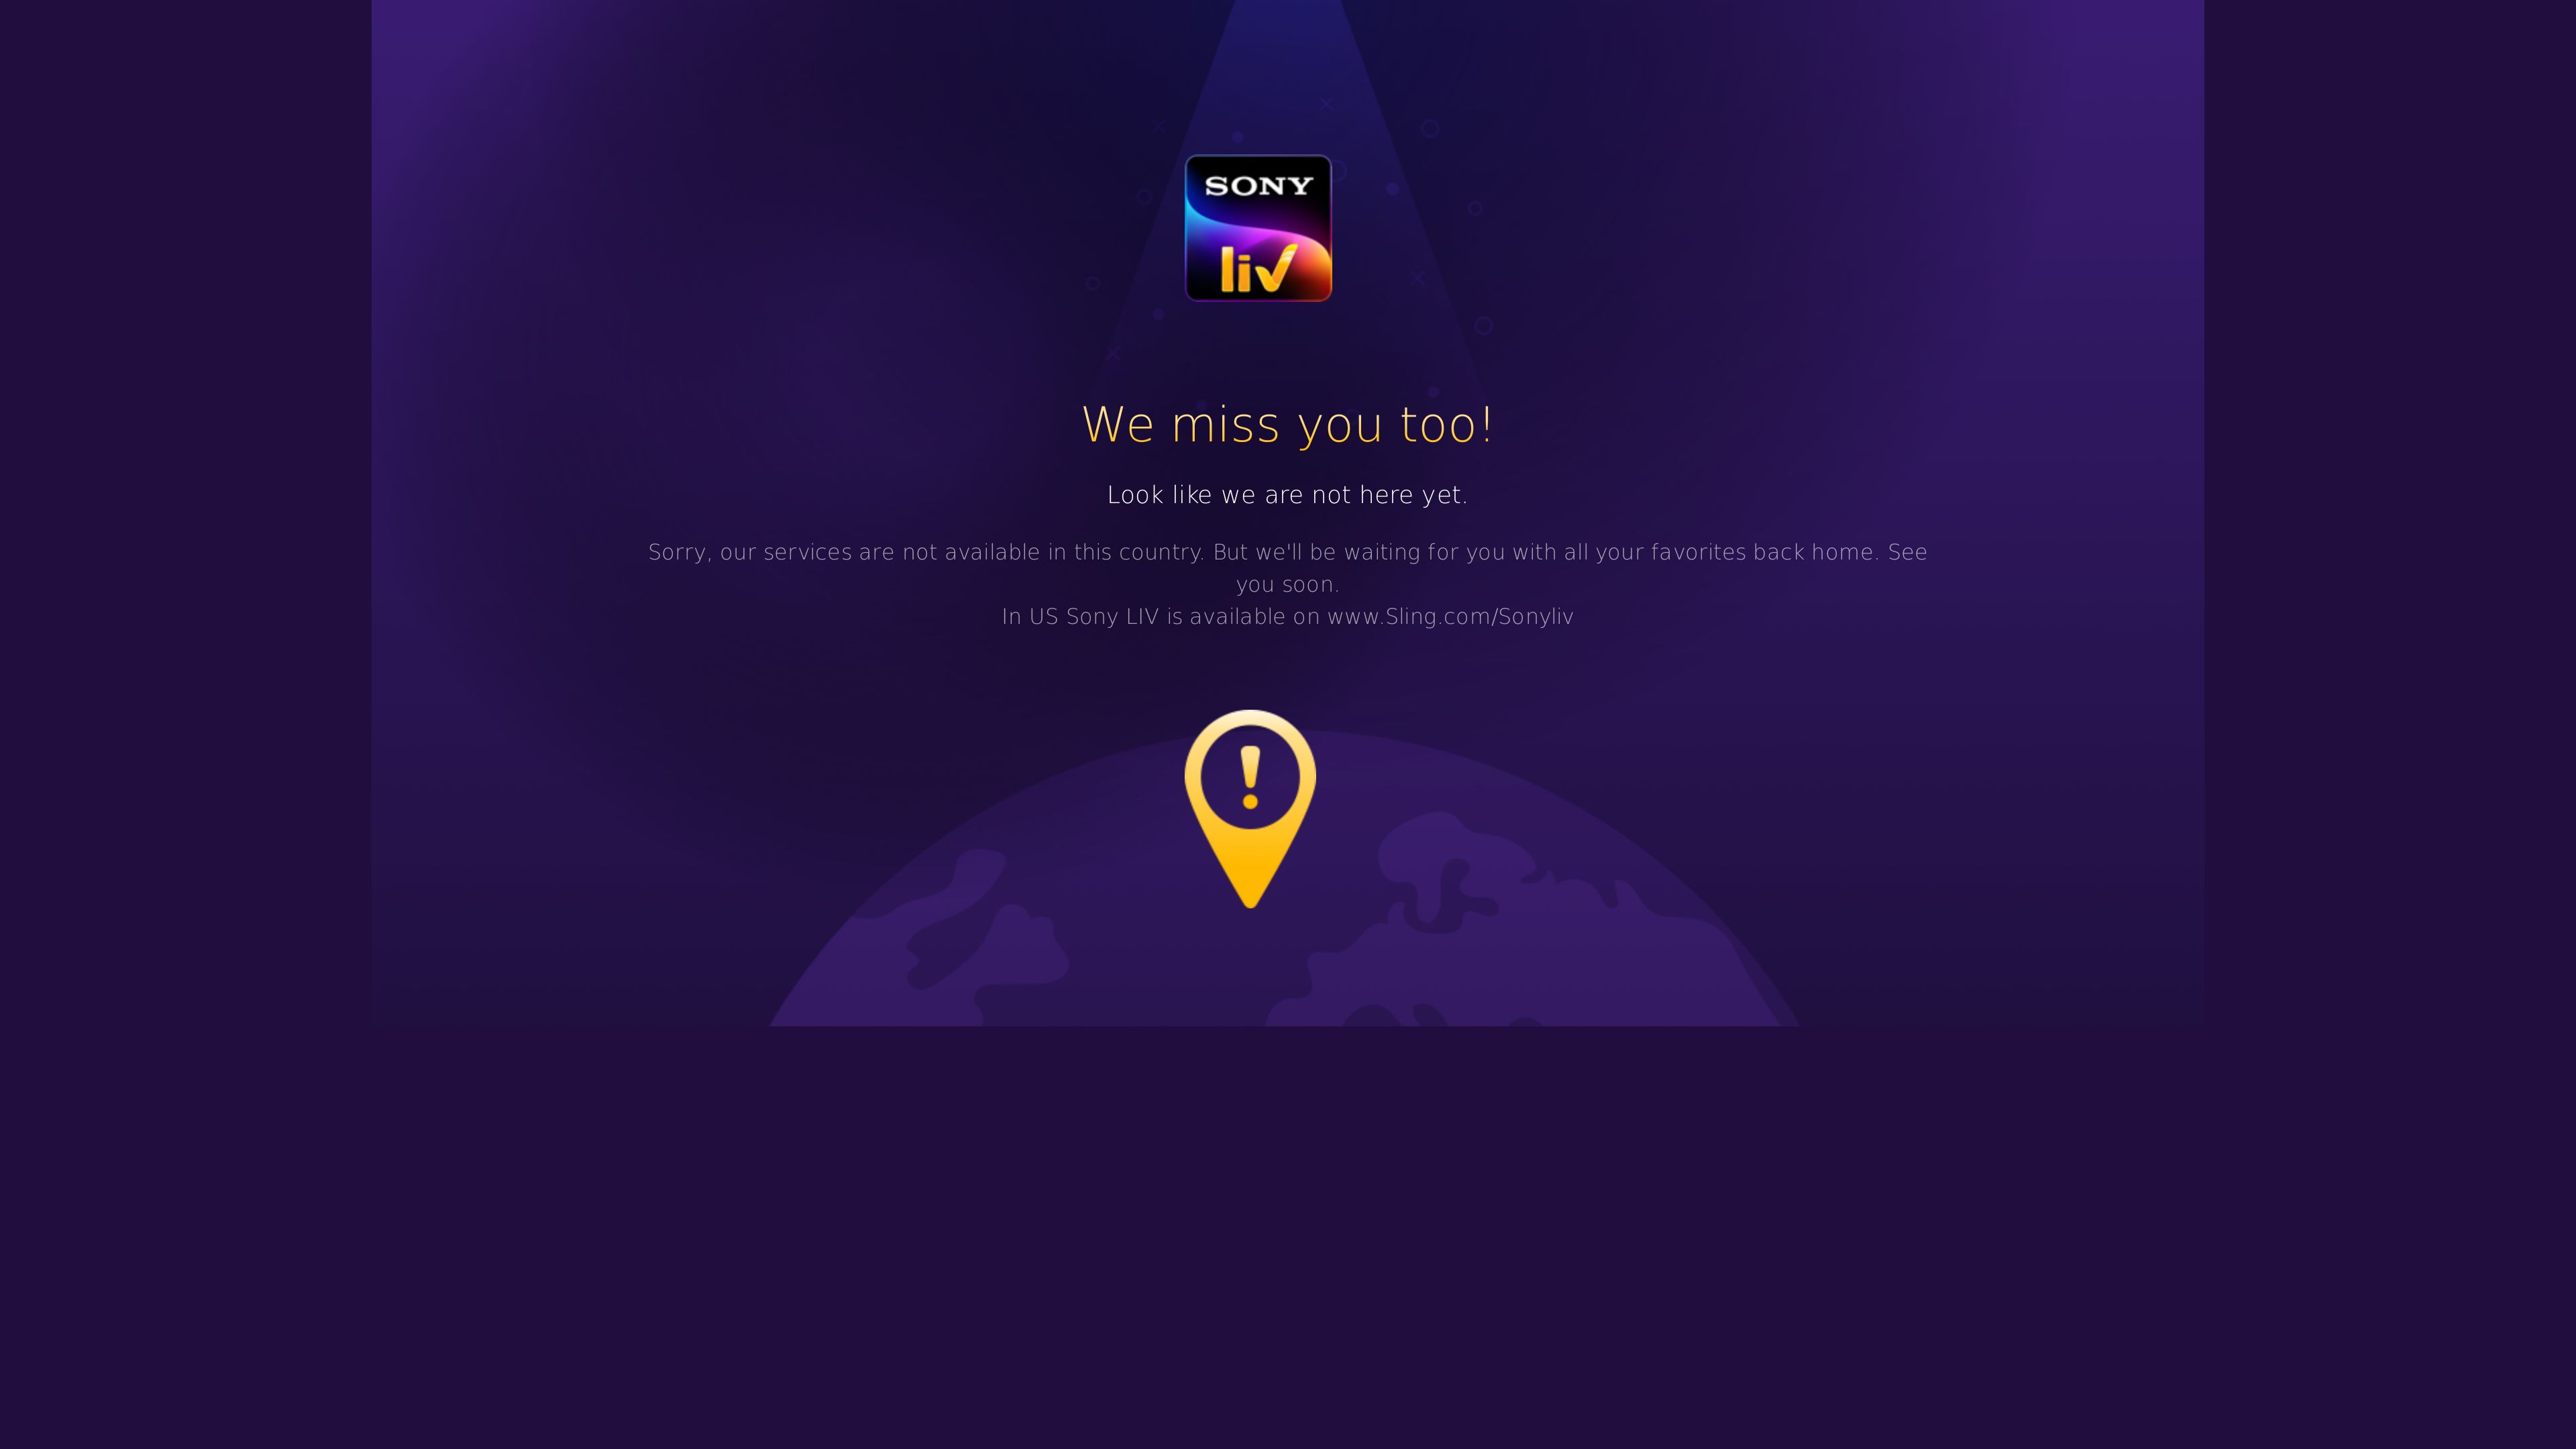 SONY
liv
We miss you too!
Look like we are not here yet.
Sorry, our services are not available in this country. But we'll be waiting for you with all your favorites back home. See
you soon.
In US Sony LIV is available on www.Sling.com/Sonyliv